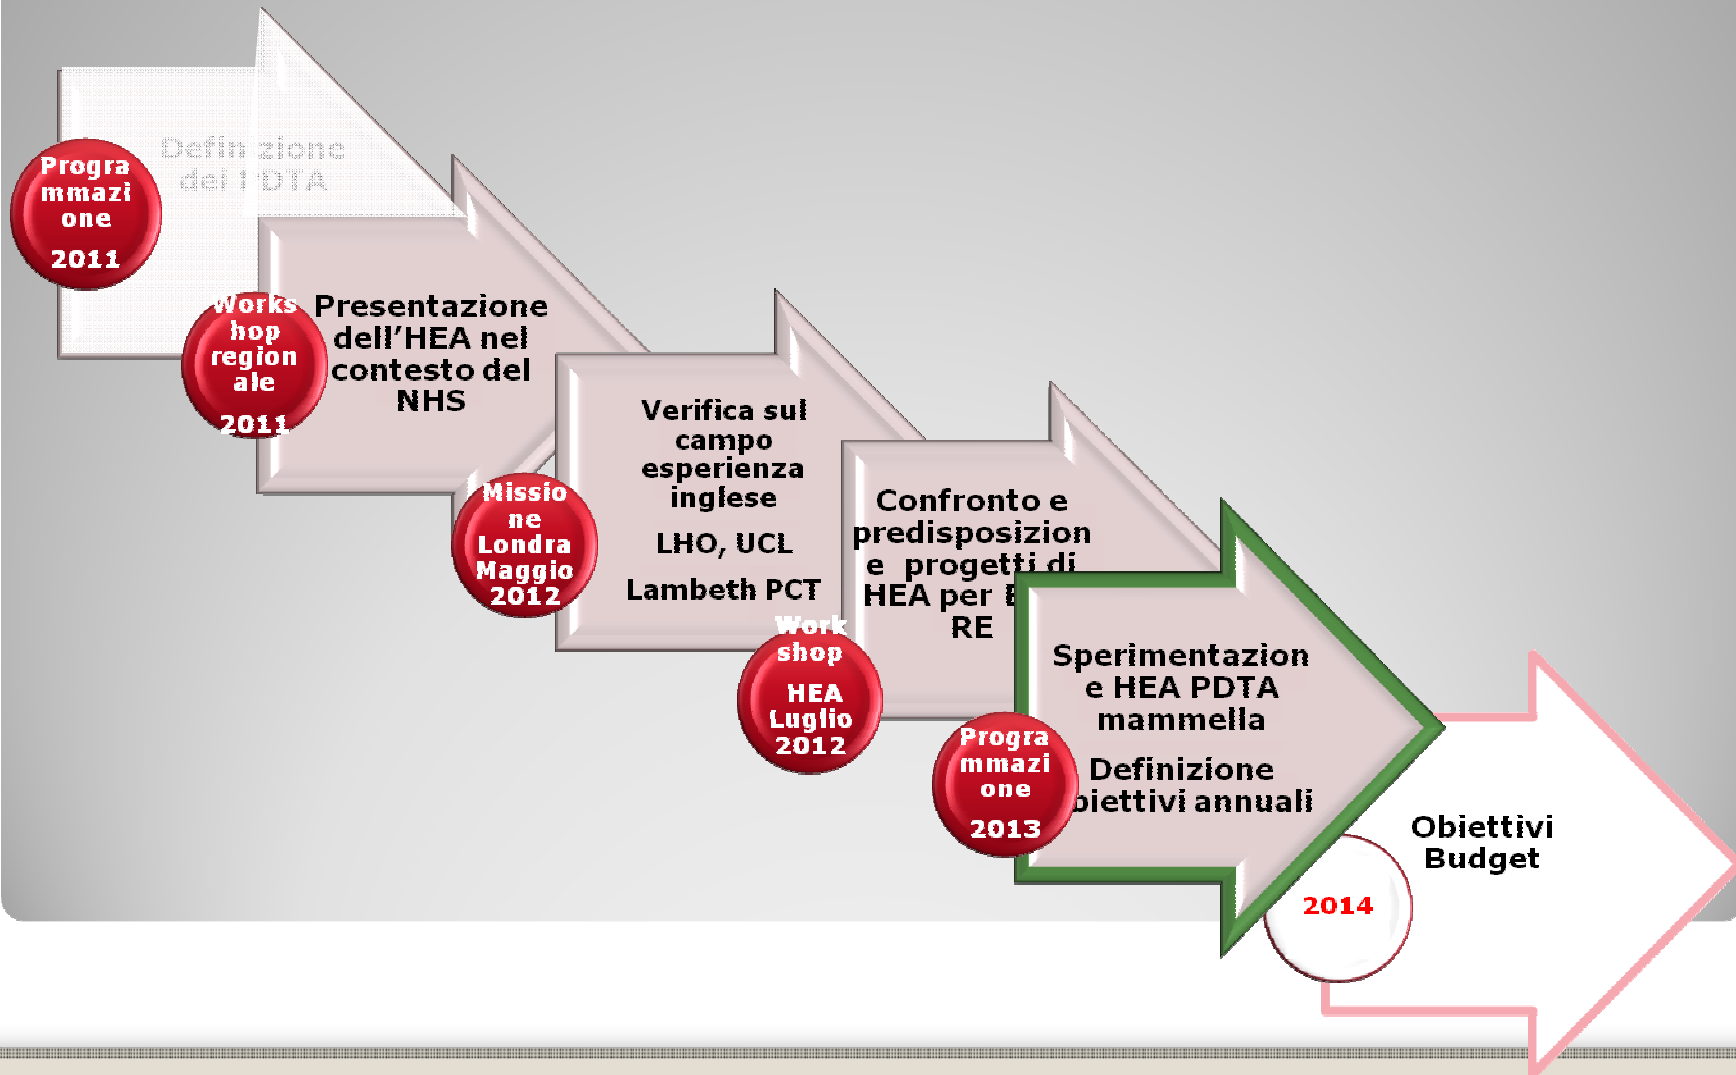 Definizione
dei PDTA
Progra
mmazi
one
2011
Presentazione
dell’HEA nel
contesto del
NHS
Works
hop
region
ale
2011
Verifica sul
campo
esperienza
inglese
LHO, UCL
Lambeth PCT
Missio
ne
Londra
Maggio
2012
Confronto e
predisposizion
e progetti di
HEA per
RE
Work
shop
HEA
Luglio
2012
Sperimentazion
e HEA PDTA
mammella
Definizione
biettivi annuali
Progra
mmazi
one
2013
Obiettivi
Budget
2014